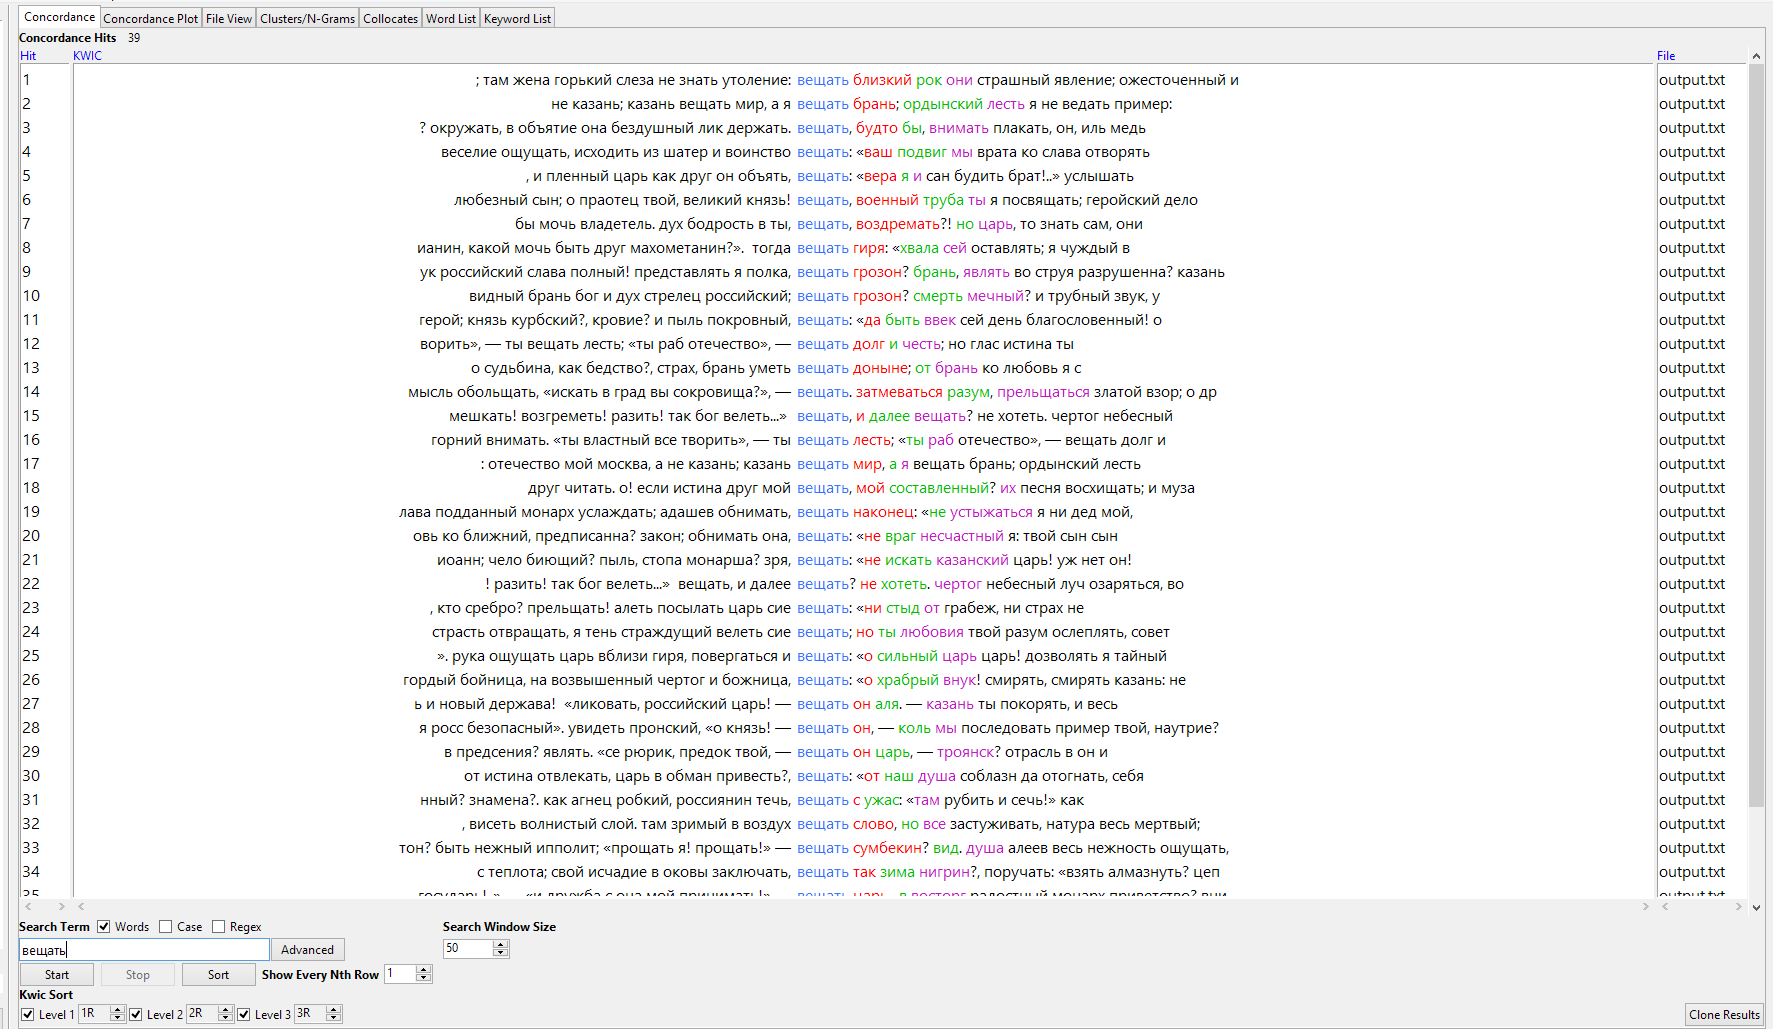 Concordance Concordance Plot File View Clusters/N-Grams Collocates Word List Keyword List
Concordance Hits 39
Hit KWIC File
1 ; там жена горький слеза не знать утоление: вещать близкий рок они страшный явление; ожесточенный и output.txt
2 не казань; казань вещать мир, а я вещать брань; ордынский лесть я не ведать пример: output.txt
3 ? окружать, в объятие она бездушный лик держать. вещать, будто бы, внимать плакать, он, иль медь output.txt
4 веселие ощущать, исходить из шатер и воинство вещать: «ваш подвиг мы врата ко слава отворять output.txt
5 , и пленный царь как друг он объять, вещать: «вера я и сан будить брат!..» услышать output.txt
6 любезный сын; о праотец твой, великий князь! вещать, военный труба ты я посвящать; геройский дело output.txt
7 бы мочь владетель. дух бодрость в ты, вещать, воздремать?! но царь, то знать сам, они output.txt
8 ианин, какой мочь быть друг махометанин?». тогда вещать гиря: «хвала сей оставлять; я чуждый в output.txt
9 ук российский слава полный! представлять я полка, вещать грозон? брань, являть во струя разрушенна? казань output.txt
10 видный брань бог и дух стрелец российский; вещать грозон? смерть мечный? и трубный звук, у output.txt
11 герой; князь курбский?, кровие? и пыль покровный, вещать: «да быть ввек сей день благословенный! о output.txt
12 ворить», — ты вещать лесть; «ты раб отечество», — вещать долг и честь; но глас истина ты output.txt
13 о судьбина, как бедство?, страх, брань уметь вещать доныне; от брань ко любовь я с output.txt
14 мысль обольщать, «искать в град вы сокровища?», — вещать. затмеваться разум, прельщаться златой взор; о др output.txt
15 мешкать! возгреметь! разить! так бог велеть...» вещать, и далее вещать? не хотеть. чертог небесный output.txt
16 горний внимать. «ты властный все творить», — ты вещать лесть; «ты раб отечество», — вещать долг и output.txt
17 : отечество мой москва, а не казань; казань вещать мир, а я вещать брань; ордынский лесть output.txt
18 друг читать. о! если истина друг мой вещать, мой составленный? их песня восхищать; и муза output.txt
19 лава подданный монарх услаждать; адашев обнимать, вещать наконец: «не устыжаться я ни дед мой, output.txt
20 овь ко ближний, предписанна? закон; обнимать она, вещать: «не враг несчастный я: твой сын сын output.txt
21 иоанн; чело биющий? пыль, стопа монарша? зря, вещать: «не искать казанский царь! уж нет он! output.txt
22 ! разить! так бог велеть...» вещать, и далее вещать? не хотеть. чертог небесный луч озаряться, во output.txt
23 , кто сребро? прельщать! алеть посылать царь сие вещать: «ни стыд от грабеж, ни страх не output.txt
24 страсть отвращать, я тень страждущий велеть сие вещать; но ты любовия твой разум ослеплять, совет output.txt
25 ». рука ощущать царь вблизи гиря, повергаться и вещать: «о сильный царь царь! дозволять я тайный output.txt
26 гордый бойница, на возвышенный чертог и божница, вещать: «о храбрый внук! смирять, смирять казань: не output.txt
27 ь и новый держава! «ликовать, российский царь! — вещать он аля. — казань ты покорять, и весь output.txt
28 я росс безопасный». увидеть пронский, «о князь! — вещать он, — коль мы последовать пример твой, наутрие? output.txt
29 в предсения? являть. «се рюрик, предок твой, — вещать он царь, — троянск? отрасль в он и output.txt
30 от истина отвлекать, царь в обман привесть?, вещать: «от наш душа соблазн да отогнать, себя output.txt
31 нный? знамена?. как агнец робкий, россиянин течь, вещать с ужас: «там рубить и сечь!» как output.txt
32 , висеть волнистый слой. там зримый в воздух вещать слово, но все застуживать, натура весь мертвый; output.txt
33 тон? быть нежный ипполит; «прощать я! прощать!» — вещать сумбекин? вид. душа алеев весь нежность ощущать, output.txt
34 с теплота; свой исчадие в оковы заключать, вещать так зима нигрин?, поручать: «взять алмазнуть? цеп output.txt
Search Term Words Case Regex Search Window Size
вещать Advanced 50
Start Stop Sort Show Every Nth Row 1
Kwic Sort
Level 1 1R Level 2 2R Level 3 3R Clone Results